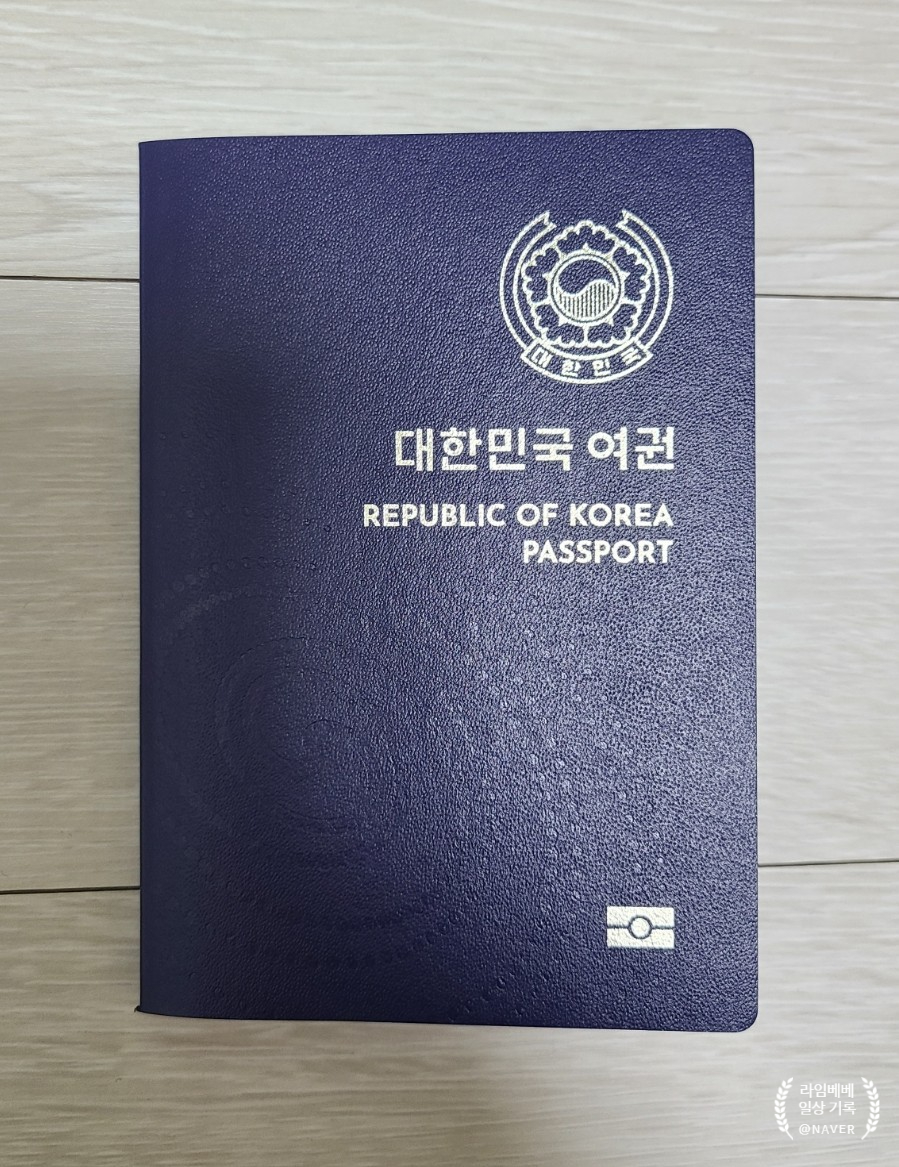 대한민국
대한민국 여권
REPUBLIC OF KOREA
PASSPORT
라임베베
일상 기록
@NAVER